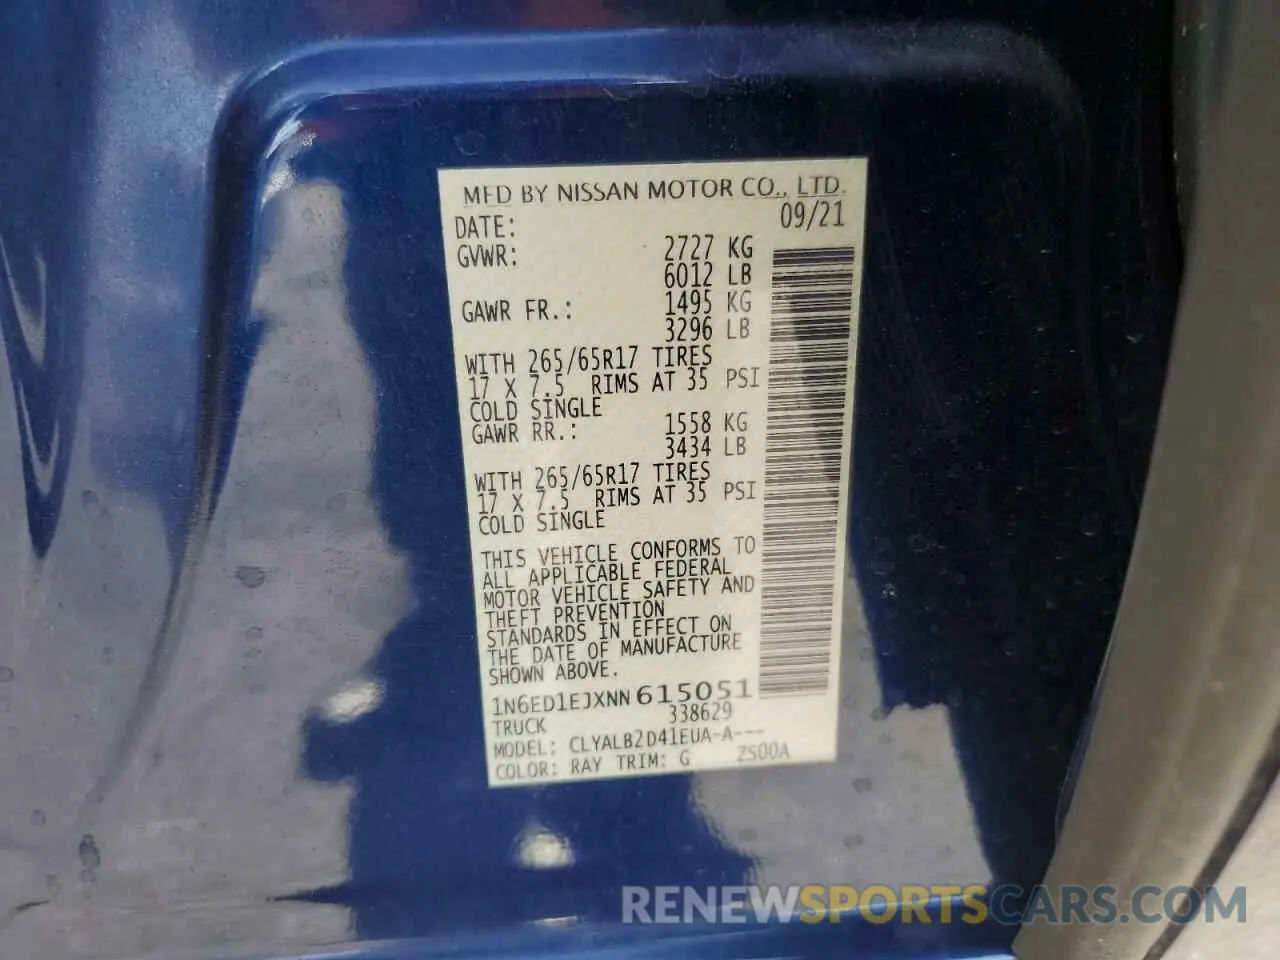 MFD BY NISSAN MOTOR CO., LTD.
DATE: 09/21
GVWR: 2727 KG
6012 LB
GAWR FR.: 1495 KG
3296 LB
WITH 265/65R17 TIRES
17 X 7.5 RIMS AT 35 PSI
COLD SINGLE
GAWR RR.: 1558 KG
3434 LB
WITH 265/65R17 TIRES
17 X 7.5 RIMS AT 35 PSI
COLD SINGLE
THIS VEHICLE CONFORMS TO
ALL APPLICABLE FEDERAL
MOTOR VEHICLE SAFETY AND
THEFT PREVENTION
STANDARDS IN EFFECT ON
THE DATE OF MANUFACTURE
SHOWN ABOVE.
1N6ED1EJXNN615051
TRUCK 338629
MODEL: CLYALB2D41EUA-A---
COLOR: RAY TRIM: G ZS00A
RENEWSPORTSCARS.COM